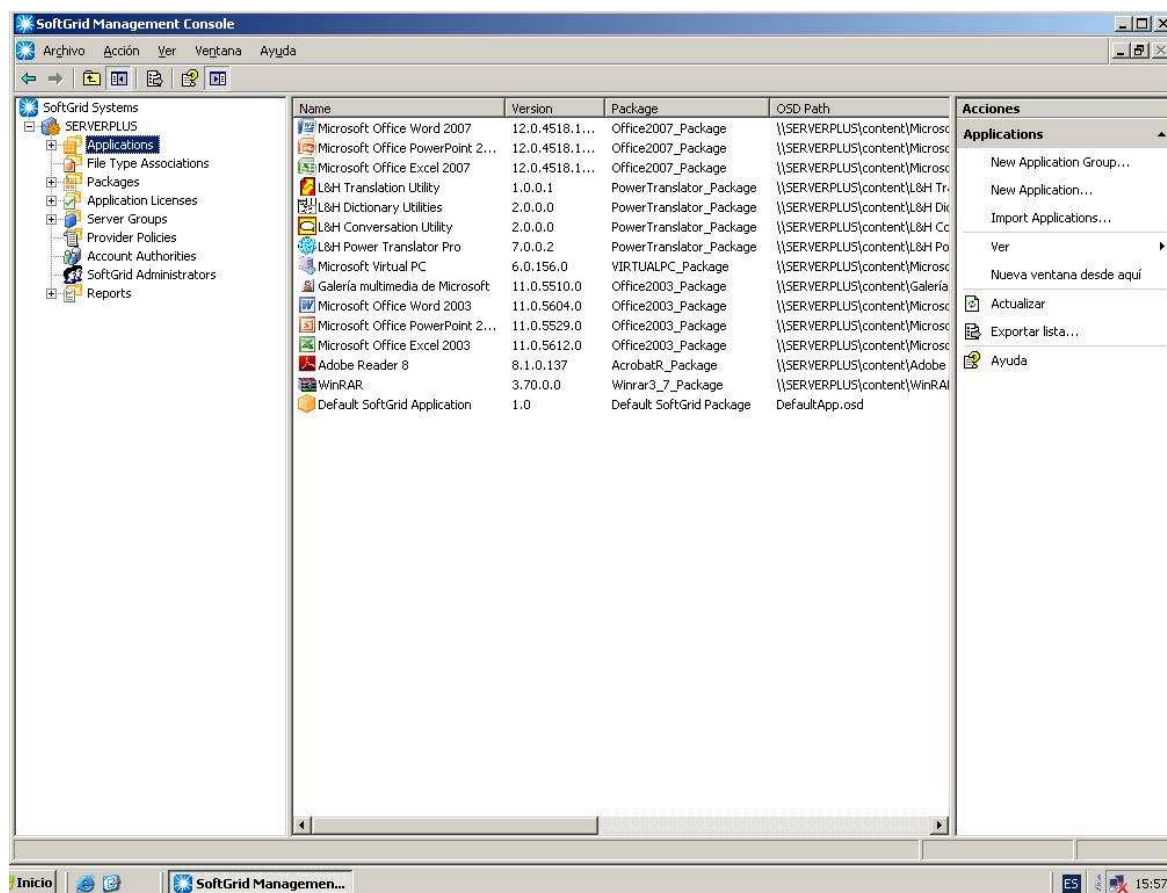 SoftGrid Management Console
Archivo Acción Ver Ventana Ayuda
SoftGrid Systems
SERVERPLUS
Applications
File Type Associations
Packages
Application Licenses
Server Groups
Provider Policies
Account Authorities
SoftGrid Administrators
Reports
Name Version Package OSD Path
Microsoft Office Word 2007 12.0.4518.1... Office2007_Package \\SERVERPLUS\content\Microsc
Microsoft Office PowerPoint 2... 12.0.4518.1... Office2007_Package \\SERVERPLUS\content\Microsc
Microsoft Office Excel 2007 12.0.4518.1... Office2007_Package \\SERVERPLUS\content\Microsc
L&H Translation Utility 1.0.0.1 PowerTranslator_Package \\SERVERPLUS\content\L&H Tr
L&H Dictionary Utilities 2.0.0.0 PowerTranslator_Package \\SERVERPLUS\content\L&H Dic
L&H Conversation Utility 2.0.0.0 PowerTranslator_Package \\SERVERPLUS\content\L&H Cc
L&H Power Translator Pro 7.0.0.2 PowerTranslator_Package \\SERVERPLUS\content\L&H Po
Microsoft Virtual PC 6.0.156.0 VIRTUALPC_Package \\SERVERPLUS\content\Microsc
Galería multimedia de Microsoft 11.0.5510.0 Office2003_Package \\SERVERPLUS\content\Galería
Microsoft Office Word 2003 11.0.5604.0 Office2003_Package \\SERVERPLUS\content\Microsc
Microsoft Office PowerPoint 2... 11.0.5529.0 Office2003_Package \\SERVERPLUS\content\Microsc
Microsoft Office Excel 2003 11.0.5612.0 Office2003_Package \\SERVERPLUS\content\Microsc
Adobe Reader 8 8.1.0.137 AcrobatR_Package \\SERVERPLUS\content\Adobe
WinRAR 3.70.0.0 Winrar3_7_Package \\SERVERPLUS\content\WinRAI
Default SoftGrid Application 1.0 Default SoftGrid Package DefaultApp.osd
Acciones
Applications
New Application Group...
New Application...
Import Applications...
Ver
Nueva ventana desde aquí
Actualizar
Exportar lista...
Ayuda
Inicio SoftGrid Managemen... ES 15:57